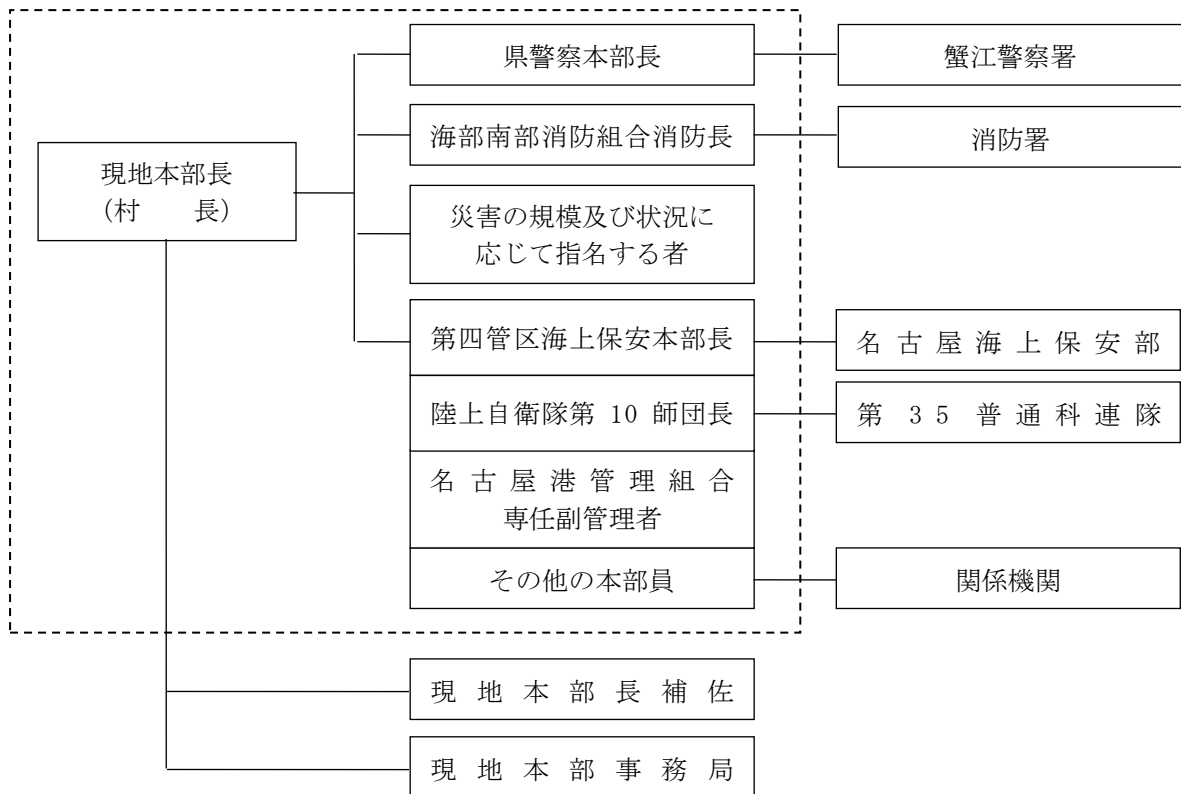 県警察本部長
蟹江警察署
海部南部消防組合消防長
消防署
現地本部長
(村　　長)
災害の規模及び状況に
応じて指名する者
第四管区海上保安本部長
名古屋海上保安部
陸上自衛隊第 10 師団長
第 35 普通科連隊
名古屋港管理組合
専任副管理者
その他の本部員
関係機関
現地本部長補佐
現地本部事務局